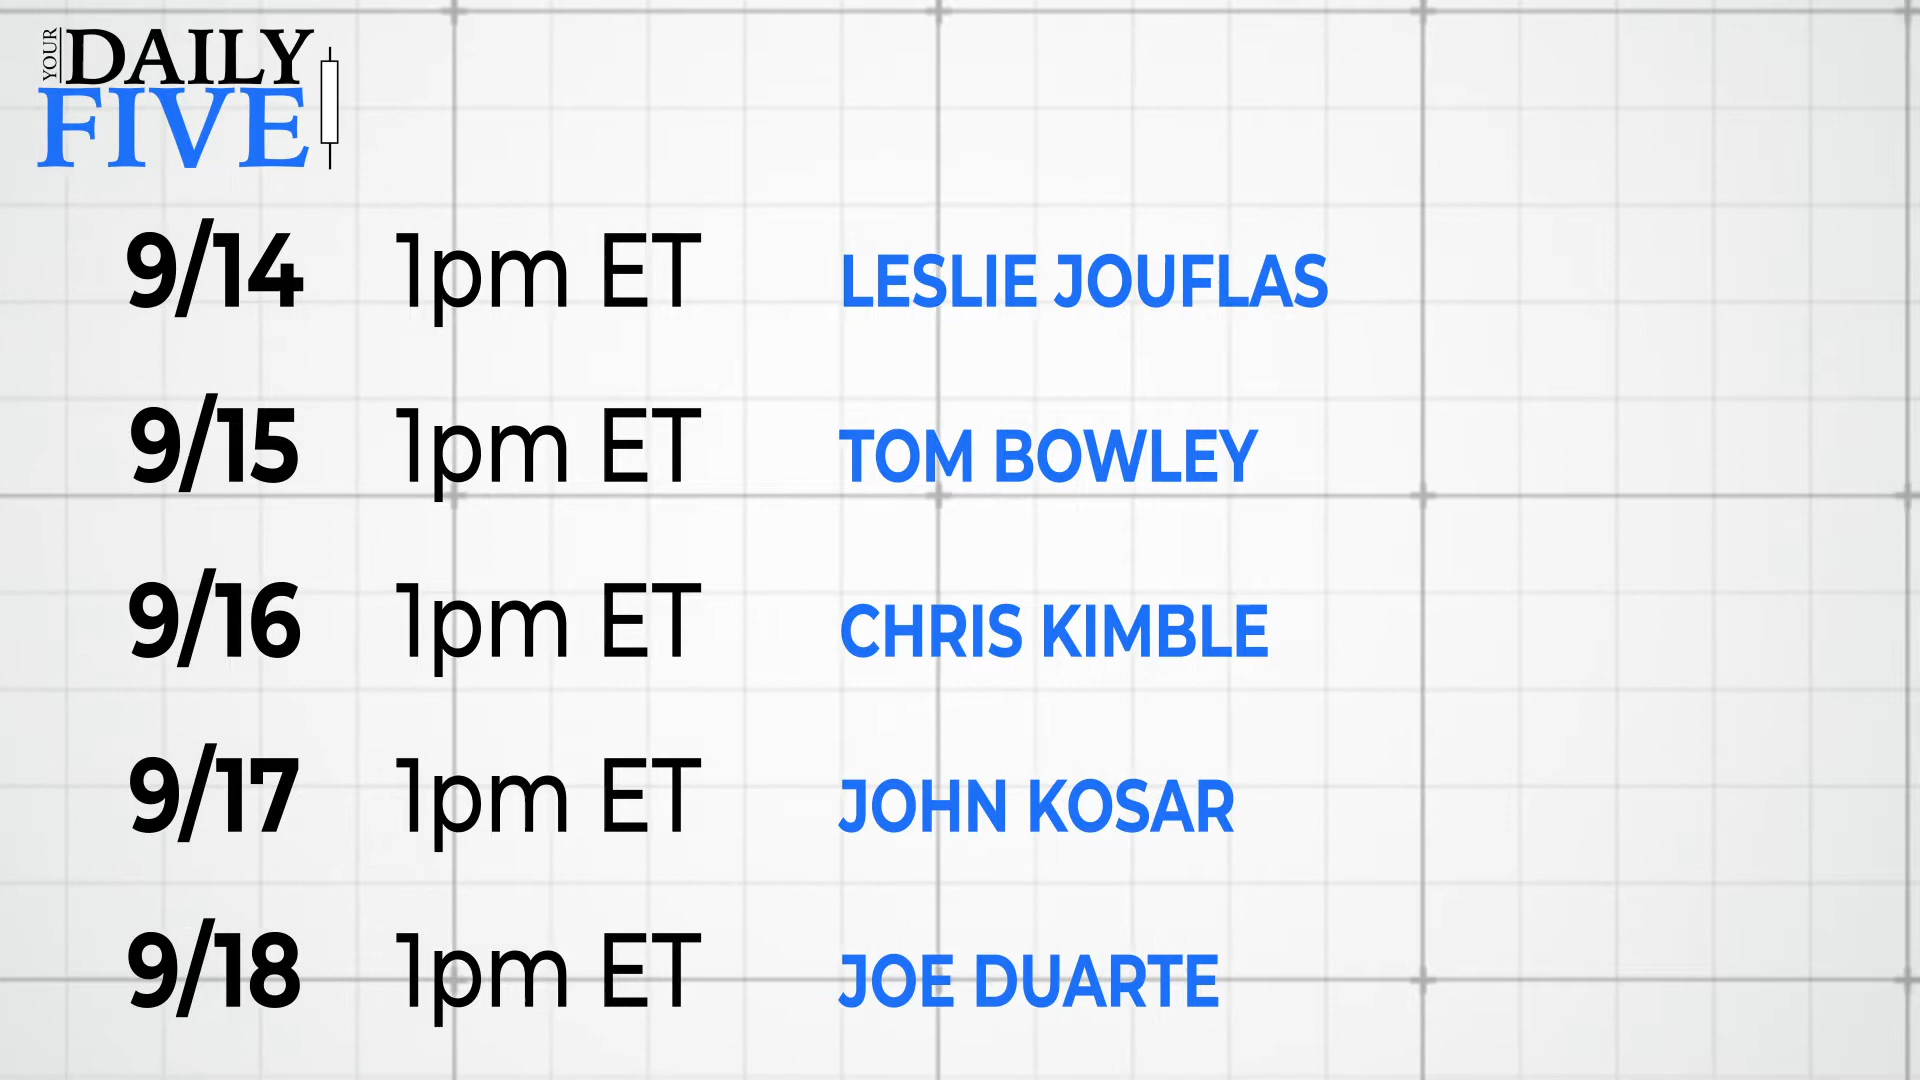 YOUR DAILY
FIVE
9/14 1pm ET LESLIE JOUFLAS
9/15 1pm ET TOM BOWLEY
9/16 1pm ET CHRIS KIMBLE
9/17 1pm ET JOHN KOSAR
9/18 1pm ET JOE DUARTE